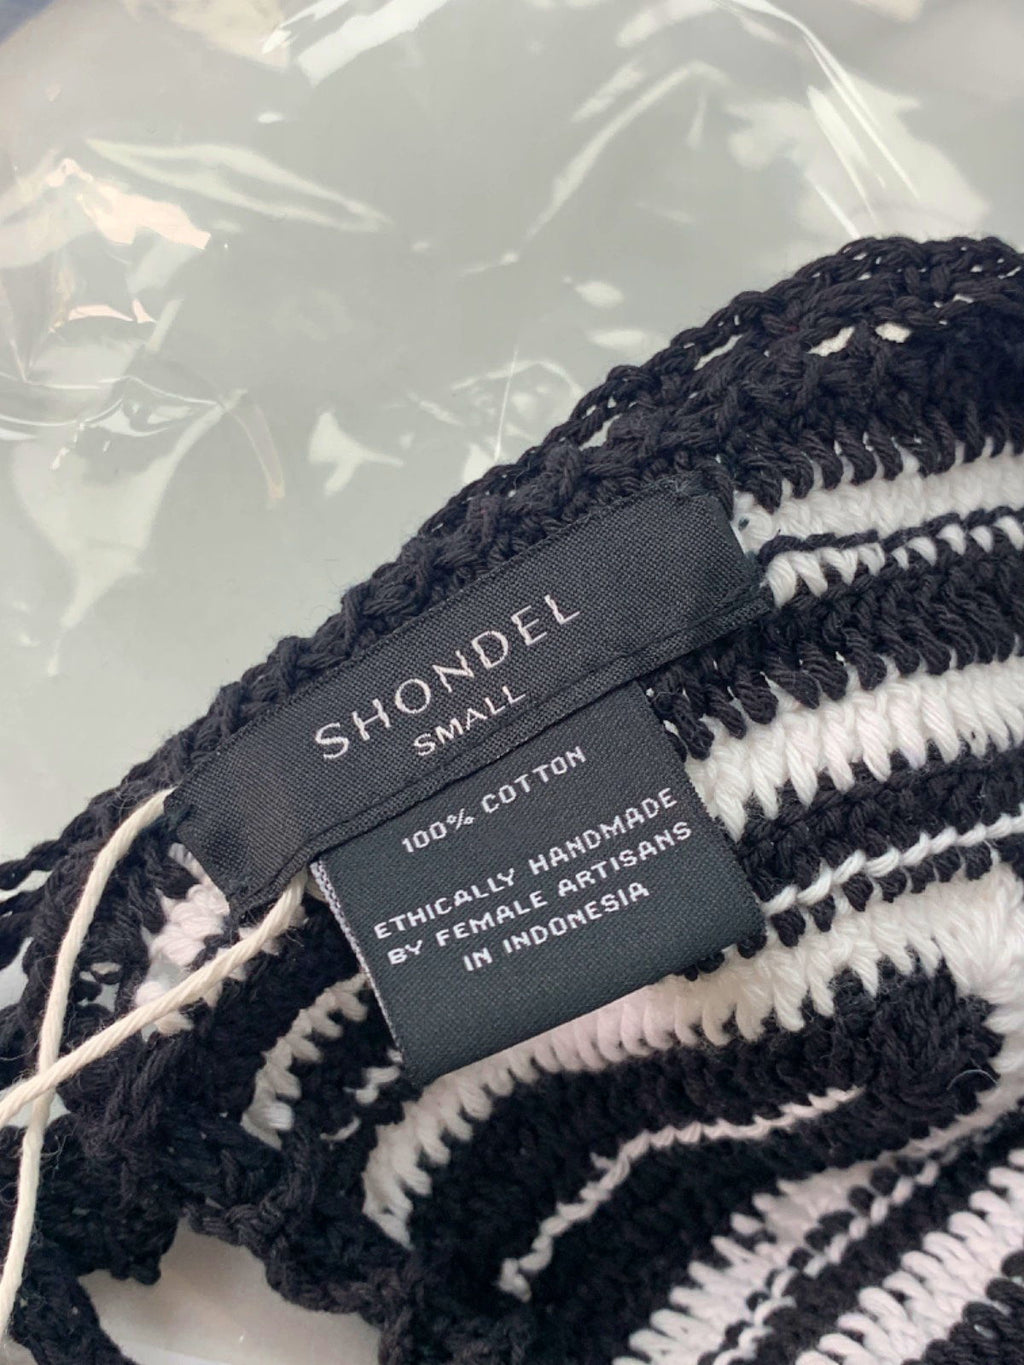 SHONDEL
SMALL
100% COTTON
ETHICALLY HANDMADE
BY FEMALE ARTISANS
IN INDONESIA